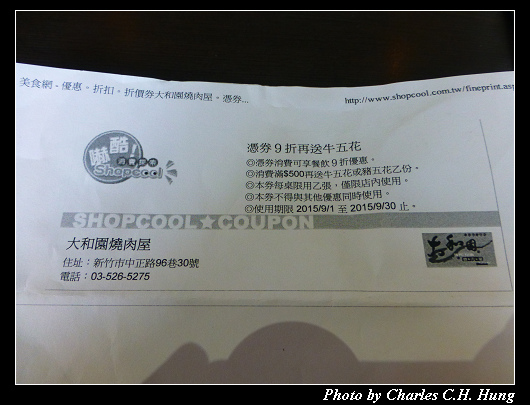 美食網 - 優惠。折扣。折價券大和園燒肉屋。憑券...
http://www.shopcool.com.tw/fineprint.asp
嚇酷!
Shopcool
憑券9折再送牛五花
◎憑券消費可享餐飲9折優惠。
◎消費滿$500再送牛五花或豬五花乙份。
◎本券每桌限用乙張,僅限店內使用。
◎本券不得與其他優惠同時使用。
◎使用期限 2015/9/1 至 2015/9/30 止。
SHOPCOOL★COUPON
大和園燒肉屋
住址:新竹市中正路96巷30號
電話:03-526-5275
Photo by Charles C.H. Hung